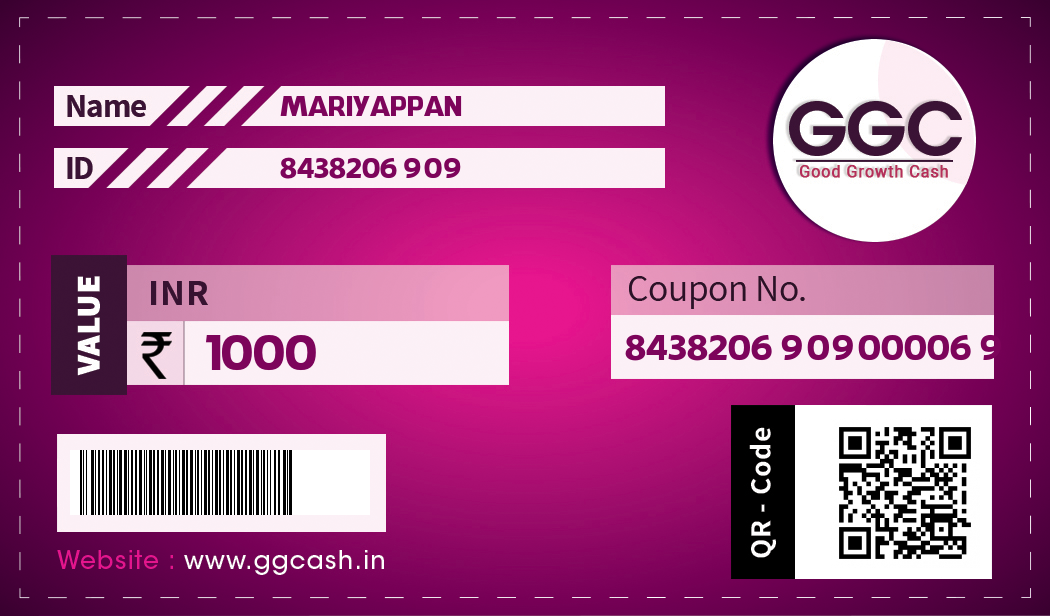 Name MARIYAPPAN
ID 8438206 909
GGC
Good Growth Cash
VALUE
INR
₹ 1000
Coupon No.
8438206 90900006 9
QR - Code
Website : www.ggcash.in